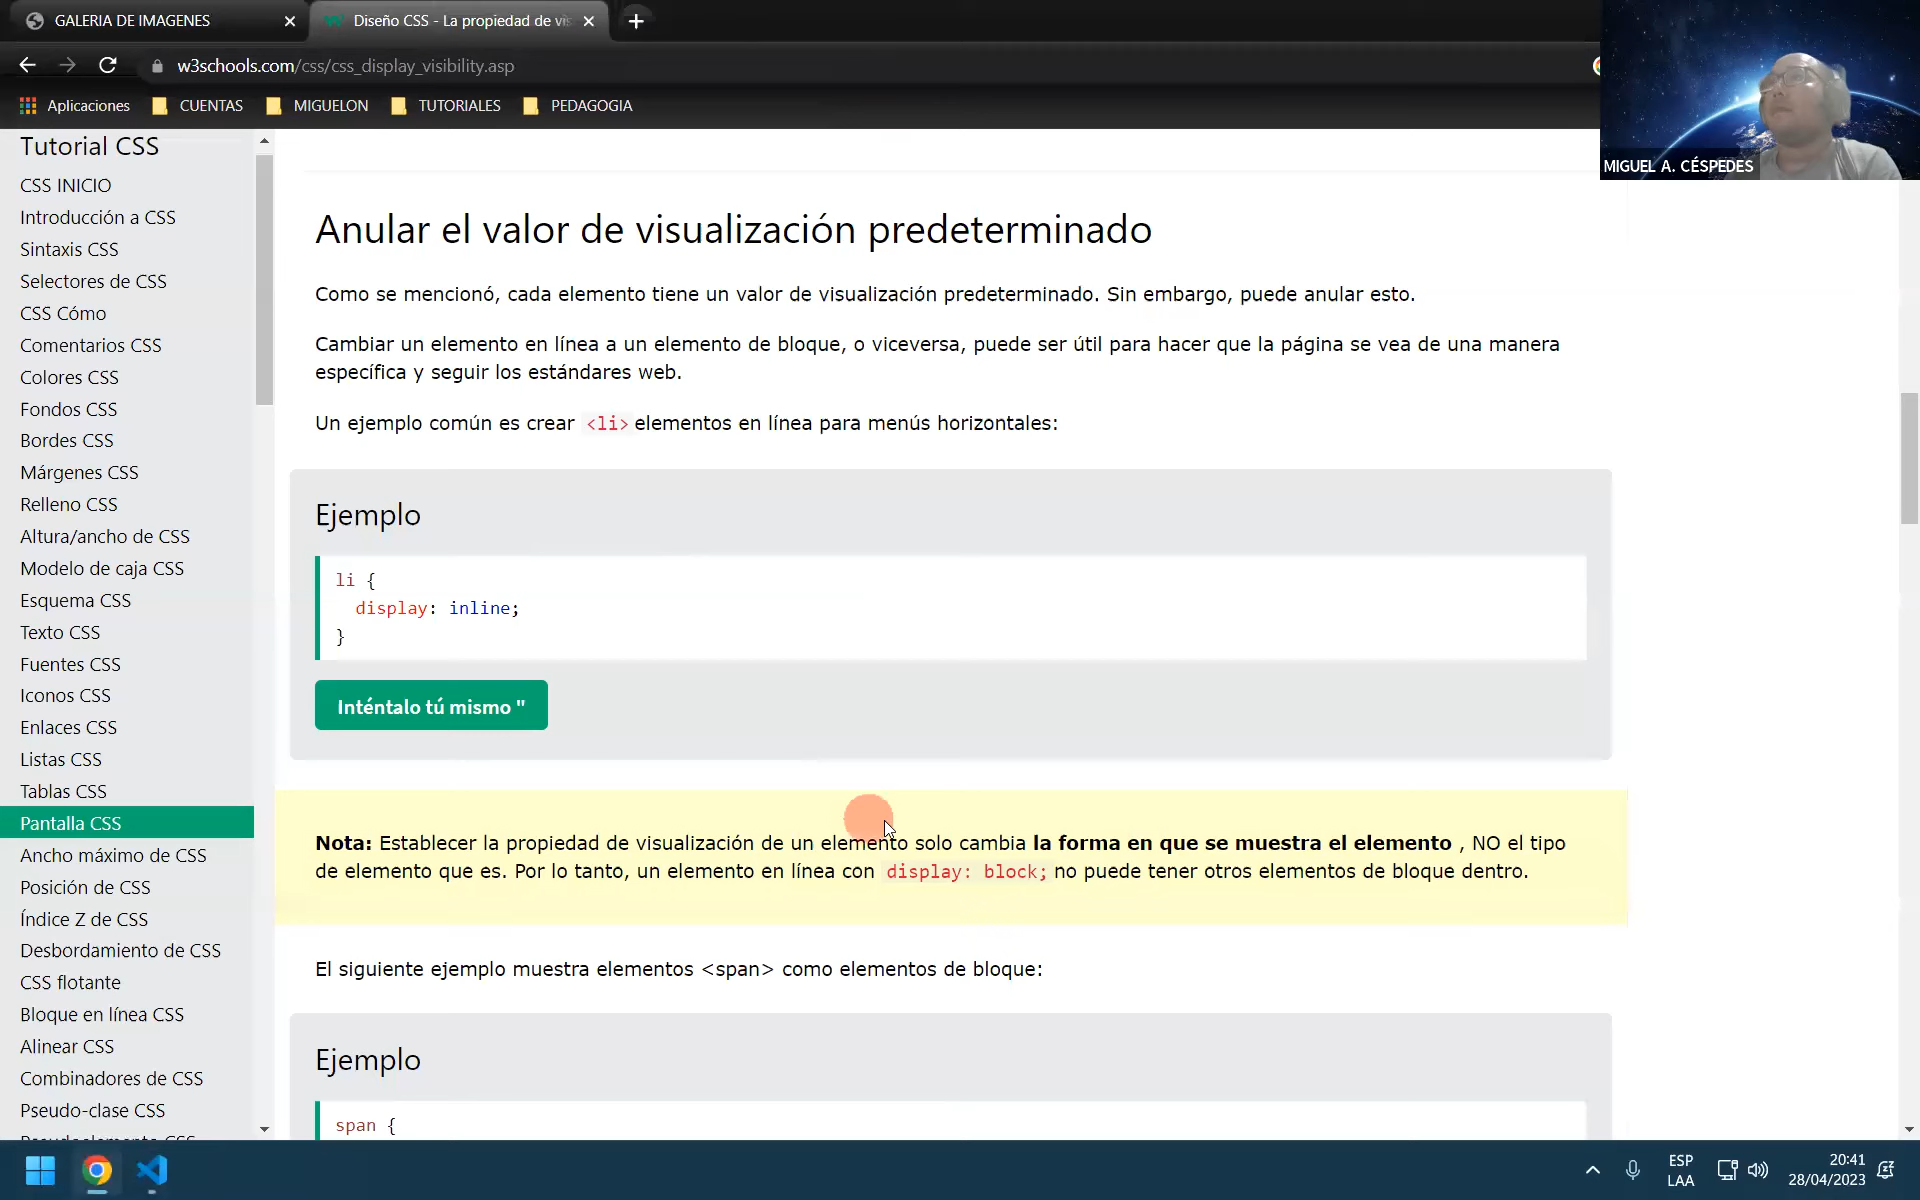 GALERIA DE IMAGENES
Diseño CSS - La propiedad de vis
w3schools.com/css/css_display_visibility.asp
Aplicaciones CUENTAS MIGUELON TUTORIALES PEDAGOGIA
MIGUEL A. CÉSPEDES
Tutorial CSS
CSS INICIO
Introducción a CSS
Sintaxis CSS
Selectores de CSS
CSS Cómo
Comentarios CSS
Colores CSS
Fondos CSS
Bordes CSS
Márgenes CSS
Relleno CSS
Altura/ancho de CSS
Modelo de caja CSS
Esquema CSS
Texto CSS
Fuentes CSS
Iconos CSS
Enlaces CSS
Listas CSS
Tablas CSS
Pantalla CSS
Ancho máximo de CSS
Posición de CSS
Índice Z de CSS
Desbordamiento de CSS
CSS flotante
Bloque en línea CSS
Alinear CSS
Combinadores de CSS
Pseudo-clase CSS
Anular el valor de visualización predeterminado
Como se mencionó, cada elemento tiene un valor de visualización predeterminado. Sin embargo, puede anular esto.
Cambiar un elemento en línea a un elemento de bloque, o viceversa, puede ser útil para hacer que la página se vea de una manera
específica y seguir los estándares web.
Un ejemplo común es crear <li> elementos en línea para menús horizontales:
Ejemplo
li {
display: inline;
}
Inténtalo tú mismo "
Nota: Establecer la propiedad de visualización de un elemento solo cambia la forma en que se muestra el elemento , NO el tipo
de elemento que es. Por lo tanto, un elemento en línea con display: block; no puede tener otros elementos de bloque dentro.
El siguiente ejemplo muestra elementos <span> como elementos de bloque:
Ejemplo
span {
ESP
LAA
20:41
28/04/2023